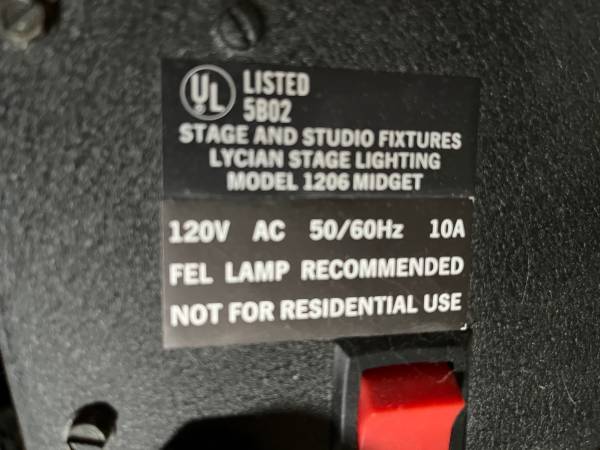 UL LISTED
5B02
STAGE AND STUDIO FIXTURES
LYCIAN STAGE LIGHTING
MODEL 1206 MIDGET
120V AC 50/60Hz 10A
FEL LAMP RECOMMENDED
NOT FOR RESIDENTIAL USE